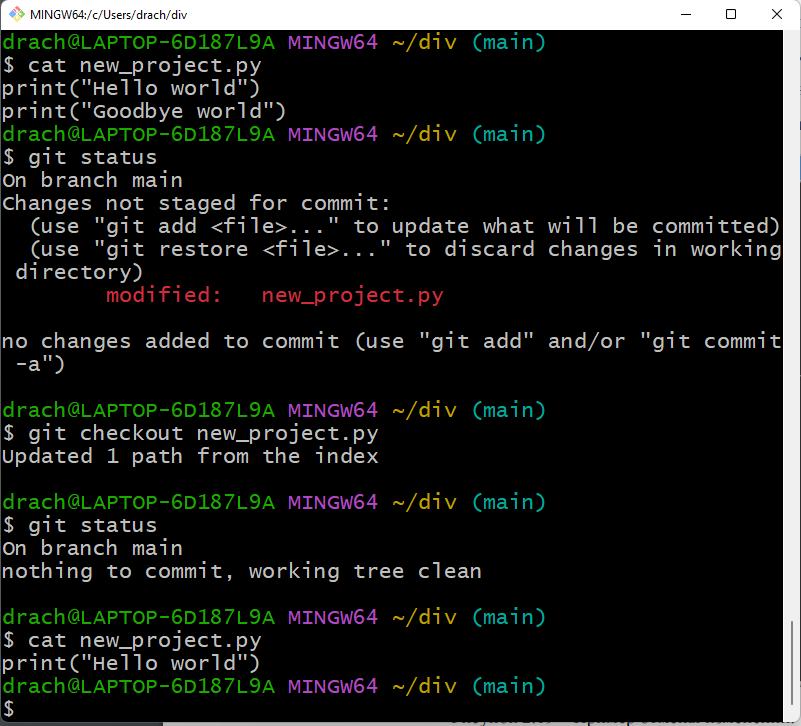 MINGW64:/c/Users/drach/div
drach@LAPTOP-6D187L9A MINGW64 ~/div (main)
$ cat new_project.py
print("Hello world")
print("Goodbye world")
drach@LAPTOP-6D187L9A MINGW64 ~/div (main)
$ git status
On branch main
Changes not staged for commit:
  (use "git add <file>..." to update what will be committed)
  (use "git restore <file>..." to discard changes in working
 directory)
        modified:   new_project.py

no changes added to commit (use "git add" and/or "git commit
 -a")

drach@LAPTOP-6D187L9A MINGW64 ~/div (main)
$ git checkout new_project.py
Updated 1 path from the index

drach@LAPTOP-6D187L9A MINGW64 ~/div (main)
$ git status
On branch main
nothing to commit, working tree clean

drach@LAPTOP-6D187L9A MINGW64 ~/div (main)
$ cat new_project.py
print("Hello world")
drach@LAPTOP-6D187L9A MINGW64 ~/div (main)
$